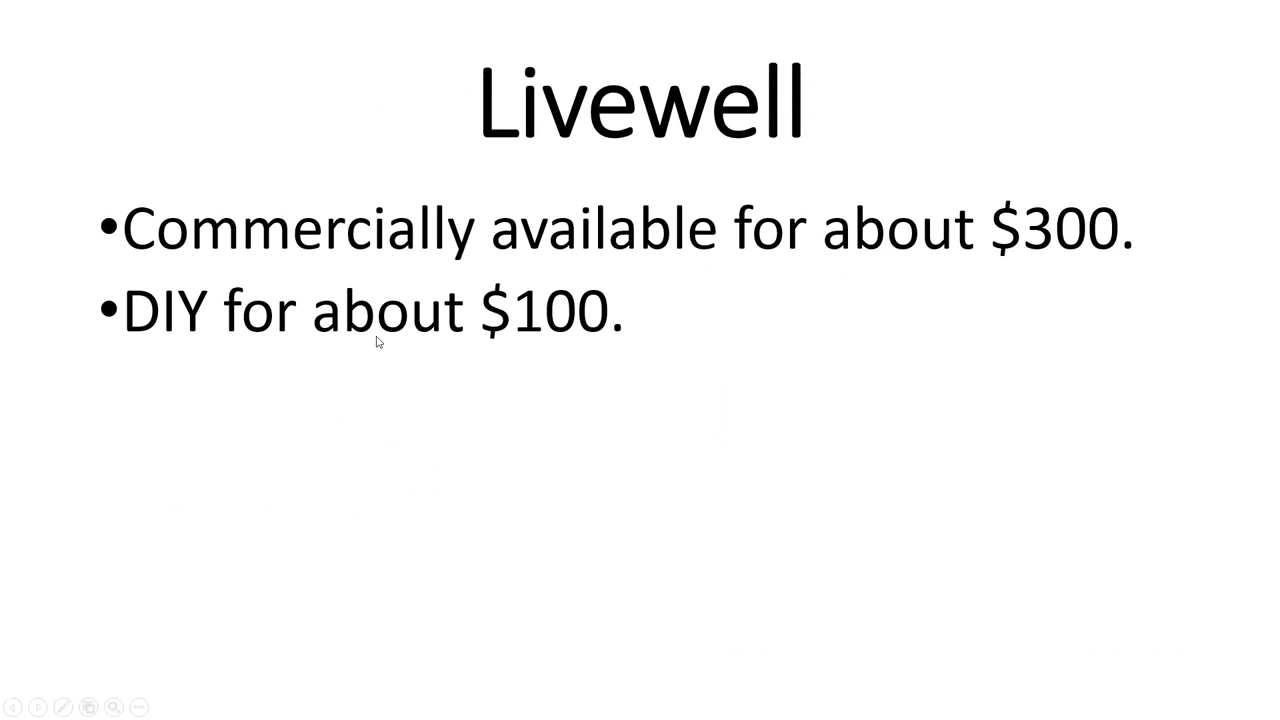 Livewell
•Commercially available for about $300.
•DIY for about $100.